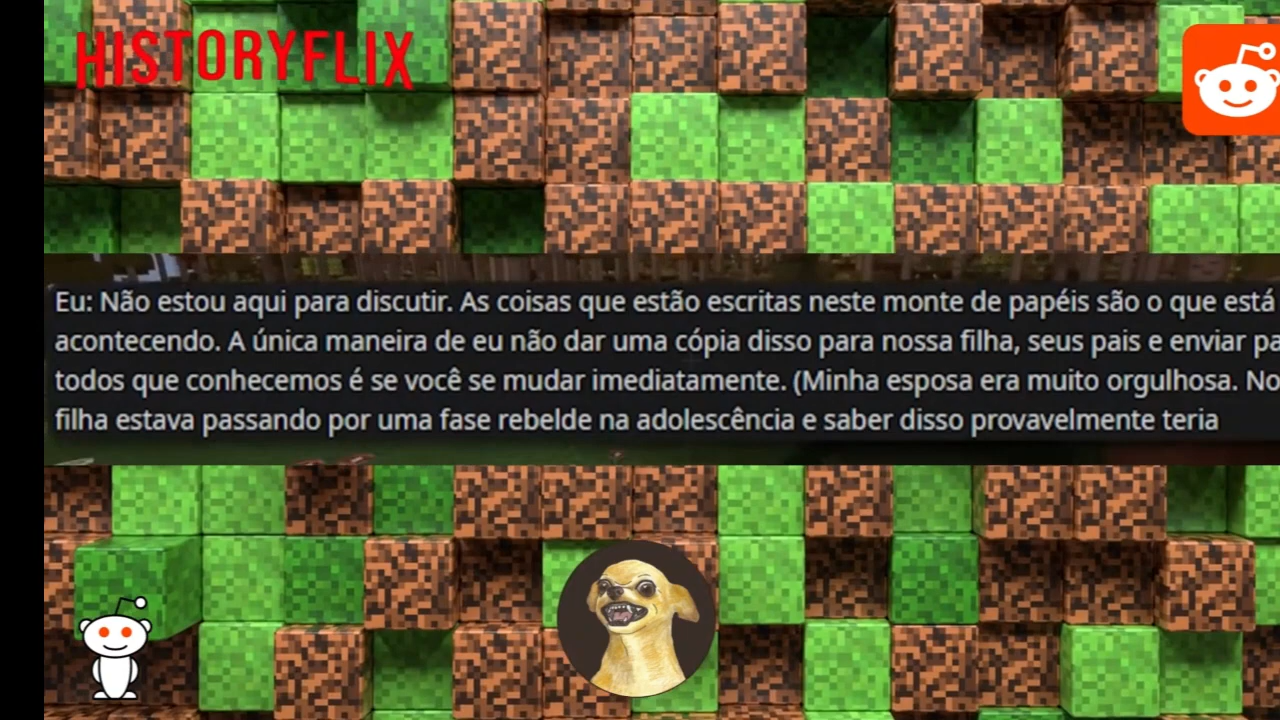 HISTORYFLIX
Eu: Não estou aqui para discutir. As coisas que estão escritas neste monte de papéis são o que está
acontecendo. A única maneira de eu não dar uma cópia disso para nossa filha, seus pais e enviar
todos que conhecemos é se você se mudar imediatamente. (Minha esposa era muito orgulhosa.
filha estava passando por uma fase rebelde na adolescência e saber disso provavelmente teria